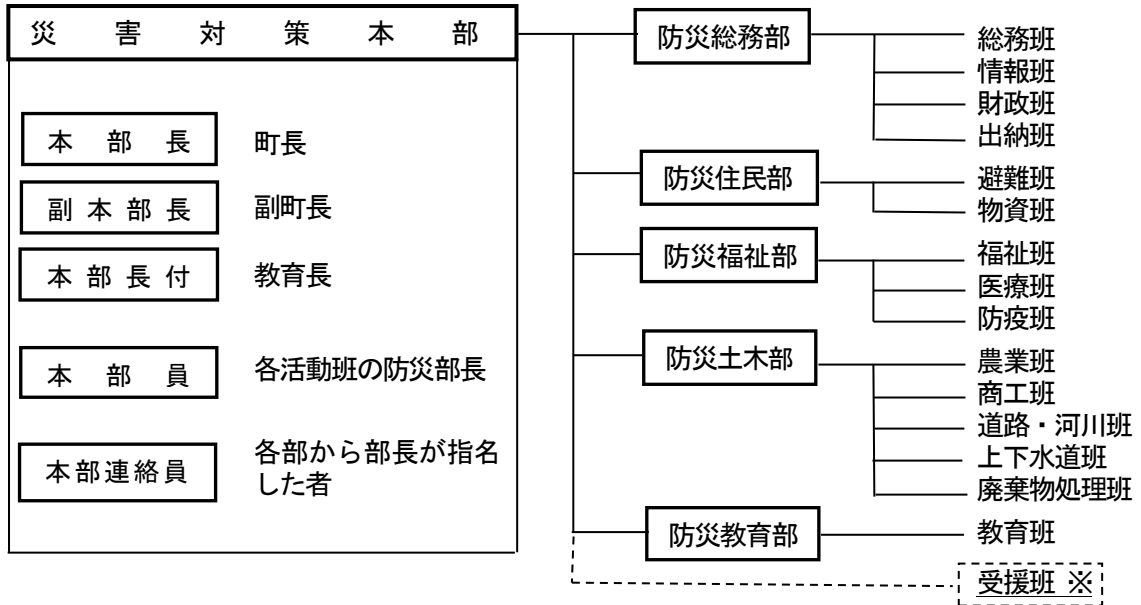 災害対策本部
本部長 町長
副本部長 副町長
本部長付 教育長
本部員 各活動班の防災部長
本部連絡員 各部から部長が指名
した者
防災総務部
総務班
情報班
財政班
出納班
防災住民部
避難班
物資班
防災福祉部
福祉班
医療班
防疫班
防災土木部
農業班
商工班
道路・河川班
上下水道班
廃棄物処理班
防災教育部
教育班
受援班 ※